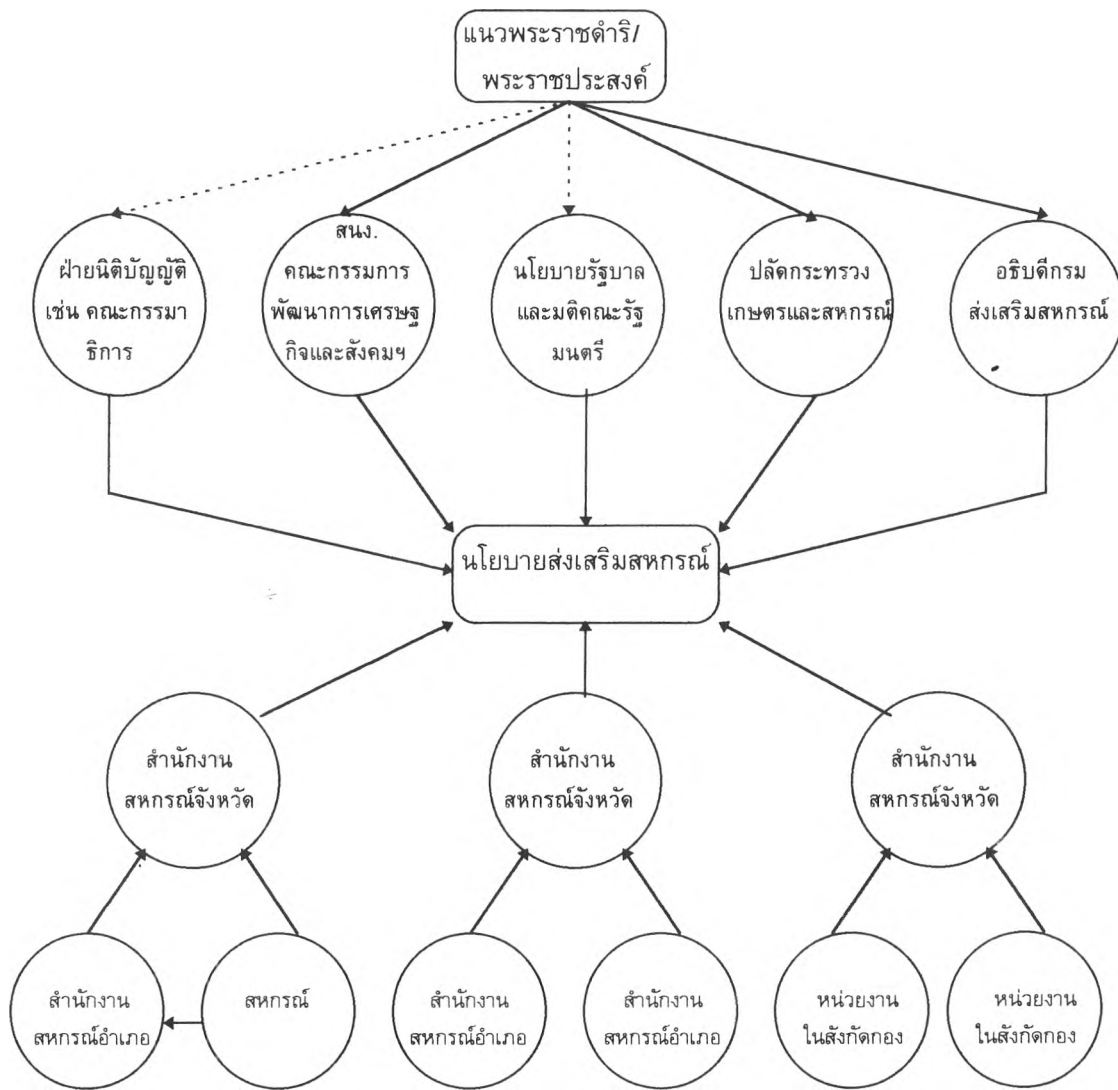 แนวพระราชดำริ/
พระราชประสงค์
ฝ่ายนิติบัญญัติ
เช่น คณะกรรมา
ธิการ
สนง.
คณะกรรมการ
พัฒนาการเศรษฐ
กิจและสังคมฯ
นโยบายรัฐบาล
และมติคณะรัฐ
มนตรี
ปลัดกระทรวง
เกษตรและสหกรณ์
อธิบดีกรม
ส่งเสริมสหกรณ์
นโยบายส่งเสริมสหกรณ์
สำนักงาน
สหกรณ์จังหวัด
สำนักงาน
สหกรณ์จังหวัด
สำนักงาน
สหกรณ์จังหวัด
สำนักงาน
สหกรณ์อำเภอ
สหกรณ์
สำนักงาน
สหกรณ์อำเภอ
สำนักงาน
สหกรณ์อำเภอ
หน่วยงาน
ในสังกัดกอง
หน่วยงาน
ในสังกัดกอง